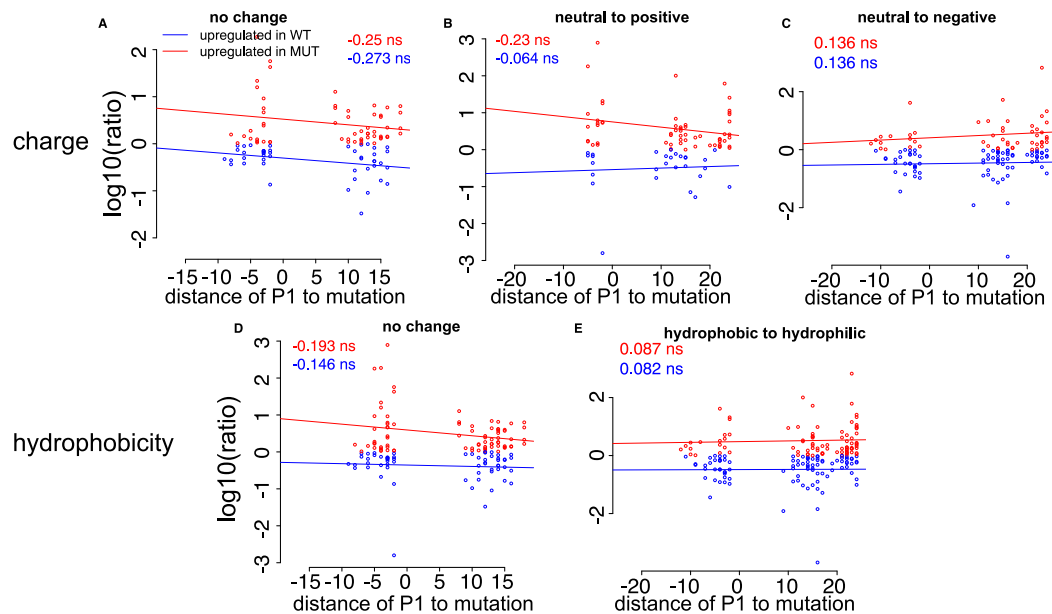 A
no change
upregulated in WT
upregulated in MUT
-0.25 ns
-0.273 ns
2
1
0
-1
-2
log10(ratio)
-15
-10
-5
0
5
10
15
distance of P1 to mutation
charge
B
neutral to positive
-0.23 ns
-0.064 ns
3
2
1
0
-1
-2
-3
-20
-10
0
10
20
distance of P1 to mutation
C
neutral to negative
0.136 ns
0.136 ns
2
0
-2
-20
-10
0
10
20
distance of P1 to mutation
hydrophobicity
D
no change
-0.193 ns
-0.146 ns
3
2
1
0
-1
-2
-3
log10(ratio)
-15
-10
-5
0
5
10
15
distance of P1 to mutation
E
hydrophobic to hydrophilic
0.087 ns
0.082 ns
2
0
-2
-20
-10
0
10
20
distance of P1 to mutation